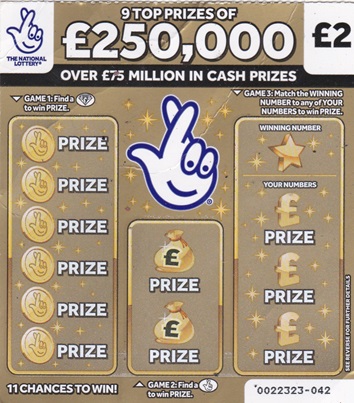 9 TOP PRIZES OF
£250,000
£2
THE NATIONAL
LOTTERY®
OVER £75 MILLION IN CASH PRIZES
GAME 1: Find a
to win PRIZE.
GAME 3: Match the WINNING
NUMBER to any of YOUR
NUMBERS to win PRIZE.
PRIZE
PRIZE
PRIZE
PRIZE
PRIZE
PRIZE
®
£
PRIZE
£
PRIZE
WINNING NUMBER
YOUR NUMBERS
£
PRIZE
£
PRIZE
£
PRIZE
SEE REVERSE FOR FURTHER DETAILS
11 CHANCES TO WIN!
GAME 2: Find a
to win PRIZE.
*0022323-042